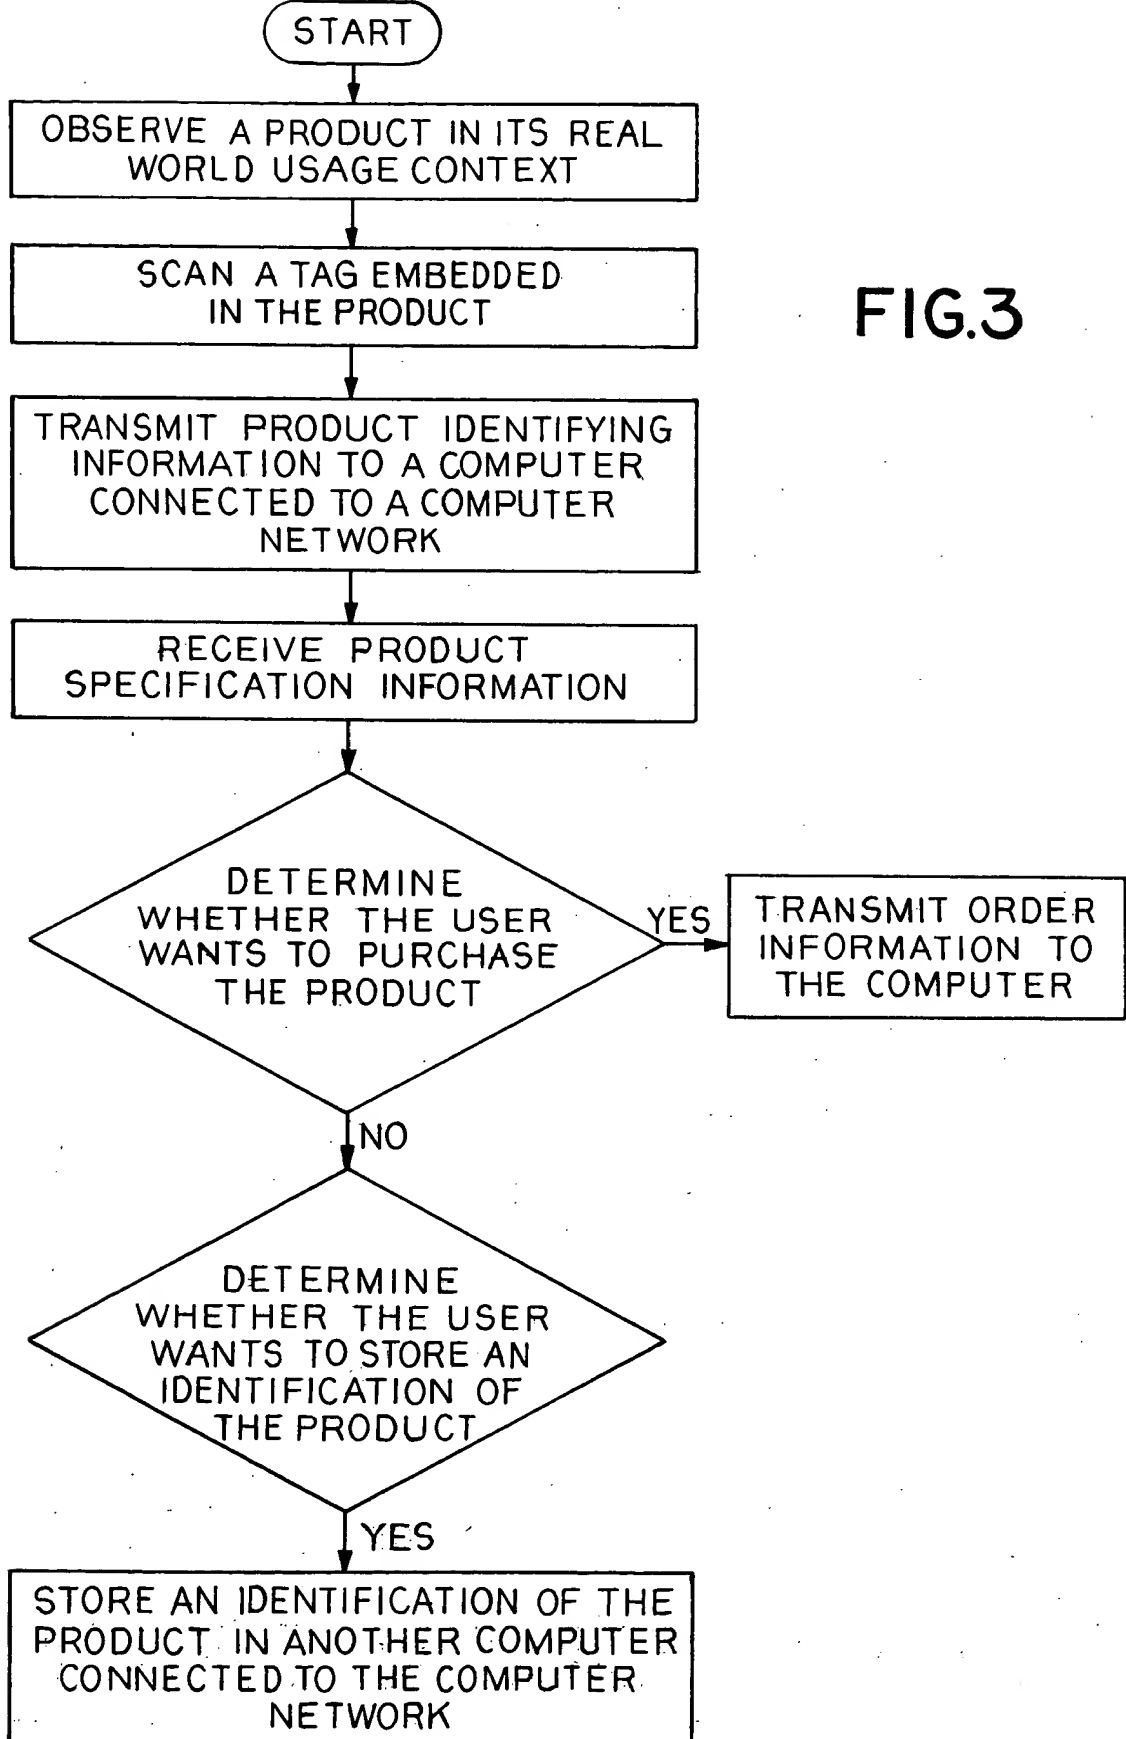 START
OBSERVE A PRODUCT IN ITS REAL
WORLD USAGE CONTEXT
SCAN A TAG EMBEDDED
IN THE PRODUCT
FIG.3
TRANSMIT PRODUCT IDENTIFYING
INFORMATION TO A COMPUTER
CONNECTED TO A COMPUTER
NETWORK
RECEIVE PRODUCT
SPECIFICATION INFORMATION
DETERMINE
WHETHER THE USER
WANTS TO PURCHASE
THE PRODUCT
YES
TRANSMIT ORDER
INFORMATION TO
THE COMPUTER
NO
DETERMINE
WHETHER THE USER
WANTS TO STORE AN
IDENTIFICATION OF
THE PRODUCT
YES
STORE AN IDENTIFICATION OF THE
PRODUCT IN ANOTHER COMPUTER
CONNECTED TO THE COMPUTER
NETWORK